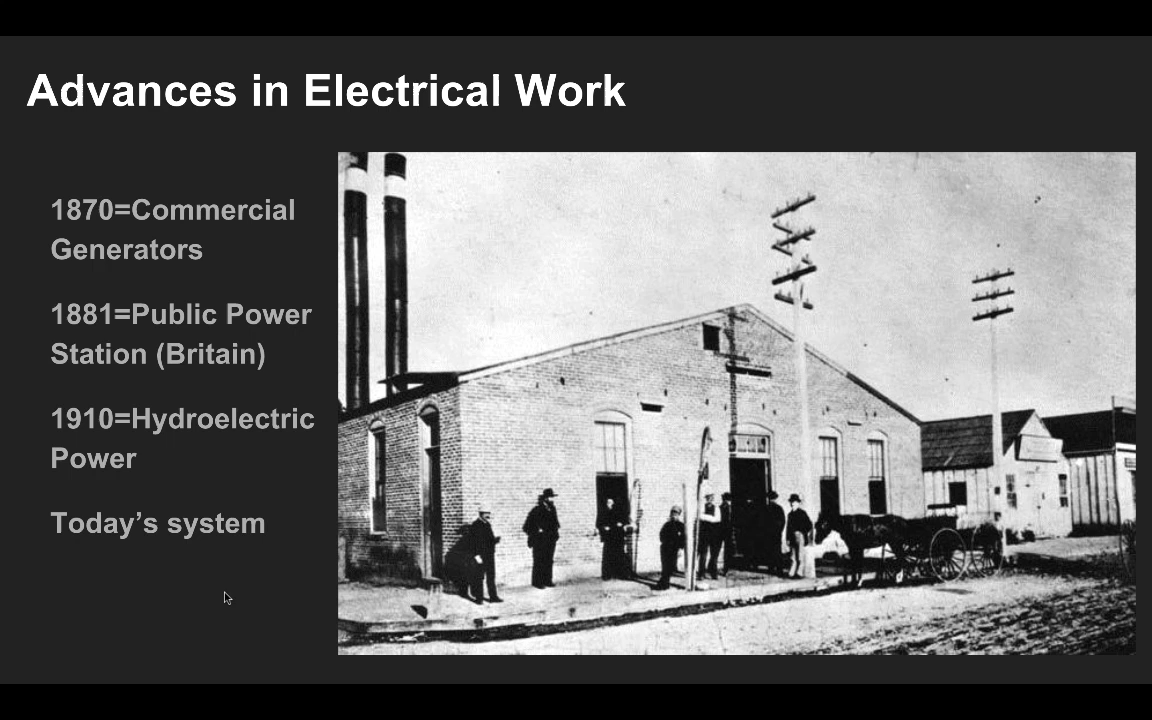 Advances in Electrical Work
1870=Commercial
Generators
1881=Public Power
Station (Britain)
1910=Hydroelectric
Power
Today’s system